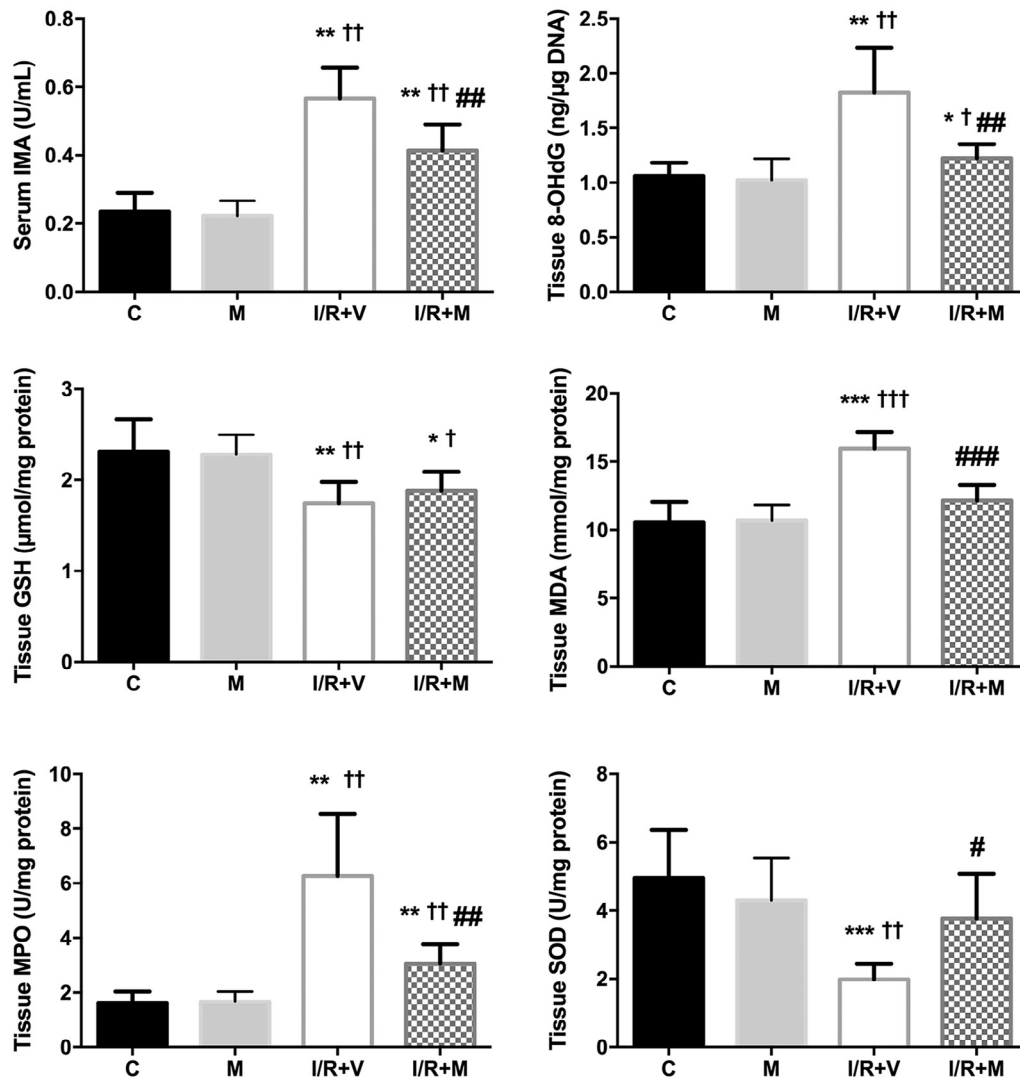 Serum IMA (U/mL)
0.8
0.6
0.4
0.2
0.0
** ††
** †† ##
C M I/R+V I/R+M
Tissue 8-OHdG (ng/µg DNA)
2.5
2.0
1.5
1.0
0.5
0.0
** ††
* † ##
C M I/R+V I/R+M
Tissue GSH (µmol/mg protein)
3
2
1
0
** ††
* †
C M I/R+V I/R+M
Tissue MDA (mmol/mg protein)
20
15
10
5
0
*** †††
###
C M I/R+V I/R+M
Tissue MPO (U/mg protein)
10
8
6
4
2
0
** ††
** †† ##
C M I/R+V I/R+M
Tissue SOD (U/mg protein)
8
6
4
2
0
*** ††
#
C M I/R+V I/R+M